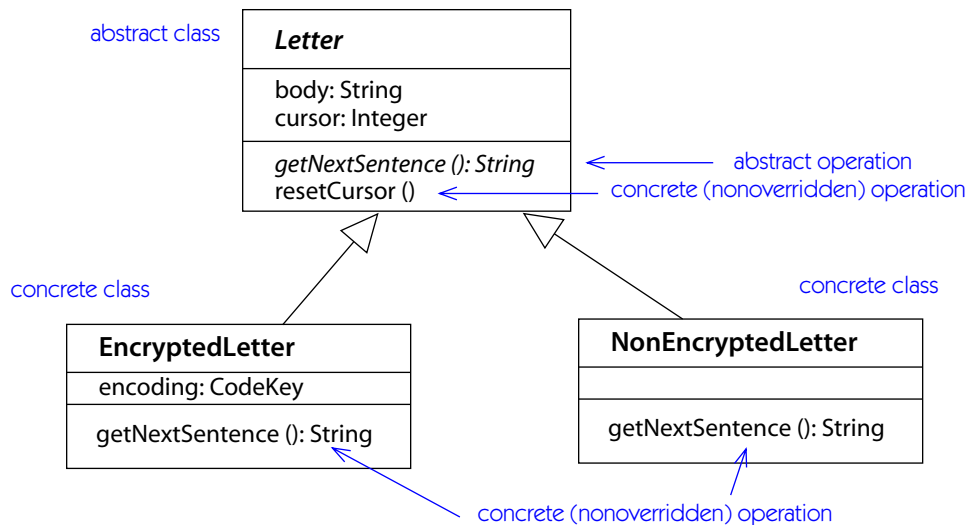 abstract class
Letter
body: String
cursor: Integer
getNextSentence (): String
abstract operation
resetCursor ()
concrete (nonoverridden) operation
concrete class
concrete class
EncryptedLetter
encoding: CodeKey
getNextSentence (): String
NonEncryptedLetter
getNextSentence (): String
concrete (nonoverridden) operation